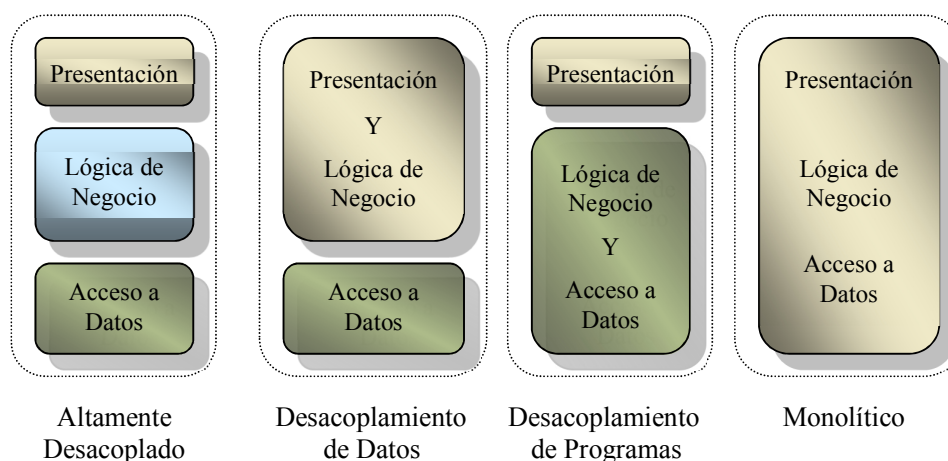 Presentación
Lógica de
Negocio
Acceso a
Datos
Altamente
Desacoplado
Presentación
Y
Lógica de
Negocio
Acceso a
Datos
Desacoplamiento
de Datos
Presentación
Lógica de
Negocio
Y
Acceso a
Datos
Desacoplamiento
de Programas
Presentación
Lógica de
Negocio
Acceso a
Datos
Monolítico